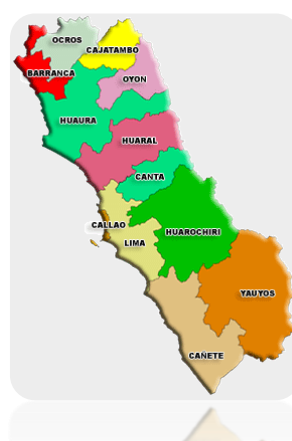 OCROS
CAJATAMBO
BARRANCA
OYON
HUAURA
HUARAL
CANTA
CALLAO
HUAROCHIRI
LIMA
YAUYOS
CAÑETE